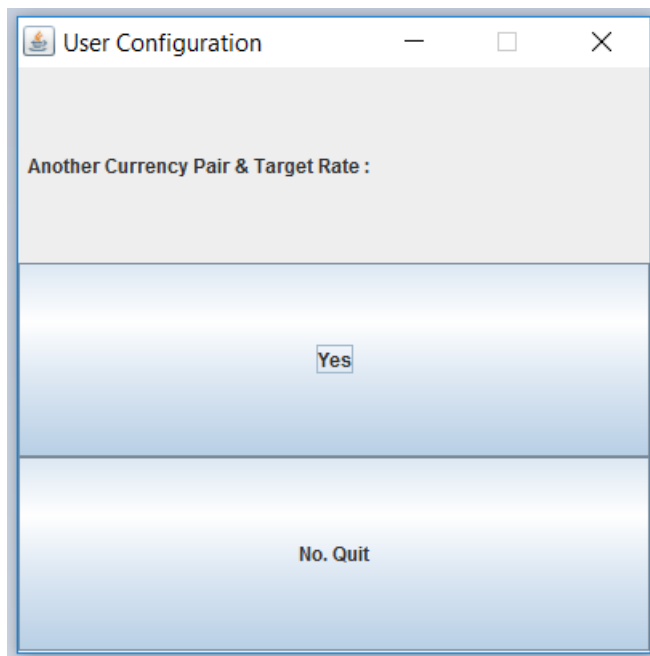 User Configuration
Another Currency Pair & Target Rate :
Yes
No. Quit